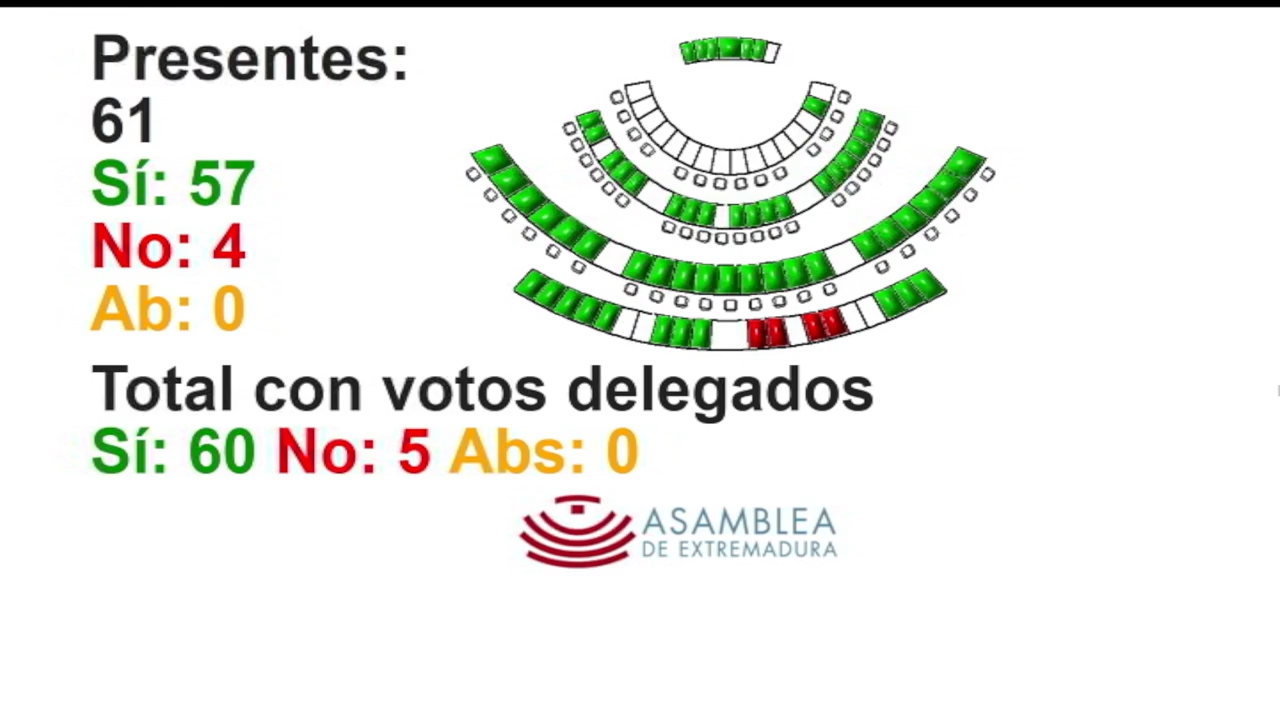 Presentes:
61
Sí: 57
No: 4
Ab: 0
Total con votos delegados
Sí: 60 No: 5 Abs: 0
ASAMBLEA
DE EXTREMADURA